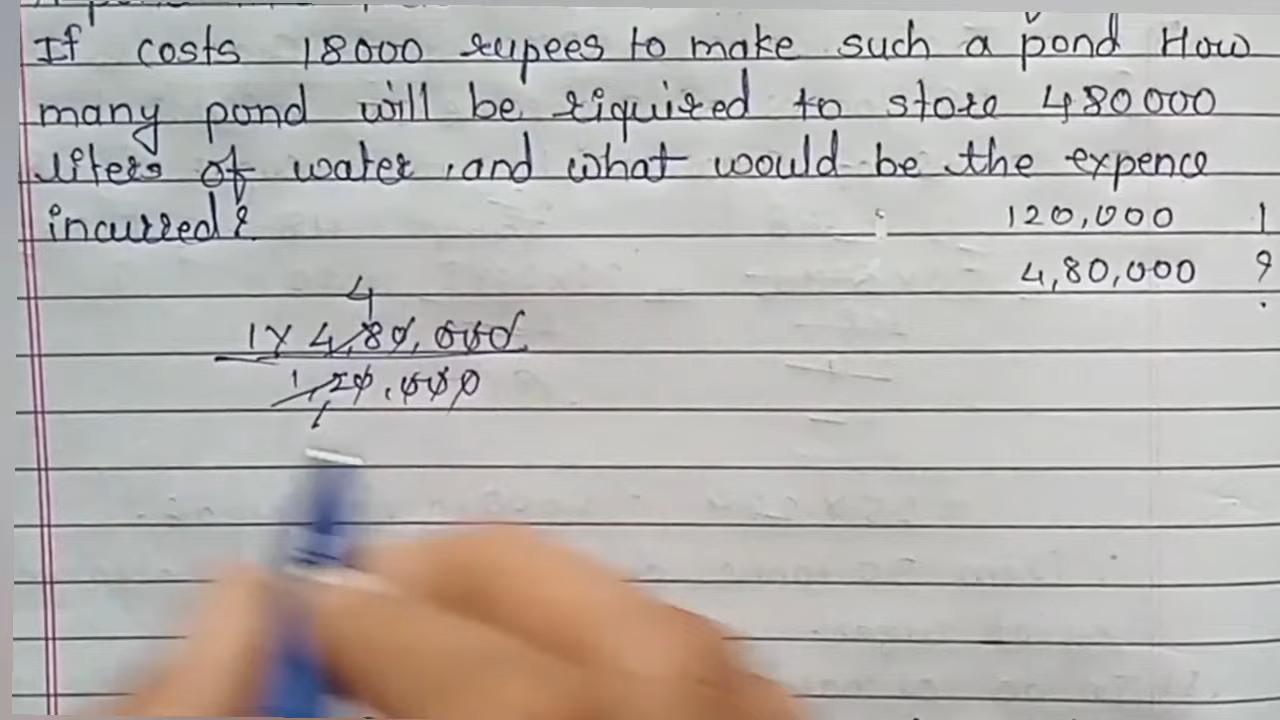 If costs 18000 rupees to make such a pond How
many pond will be riquired to store 480000
liters of water, and what would be the expence
incurred?
120,000 1
4,80,000 ?
4
1x 4,80,000
1,20,000
1